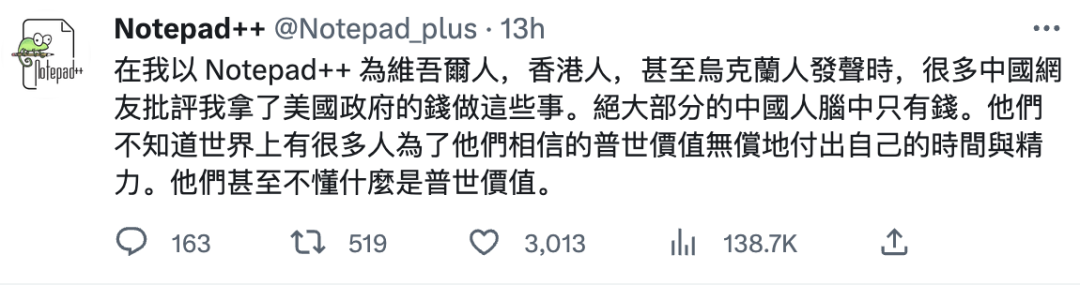 Notepad++ @Notepad_plus · 13h
Notepad++
在我以 Notepad++ 為維吾爾人，香港人，甚至烏克蘭人發聲時，很多中國網
友批評我拿了美國政府的錢做這些事。絕大部分的中國人腦中只有錢。他們
不知道世界上有很多人為了他們相信的普世價值無償地付出自己的時間與精
力。他們甚至不懂什麼是普世價值。
163 519 3,013 138.7K